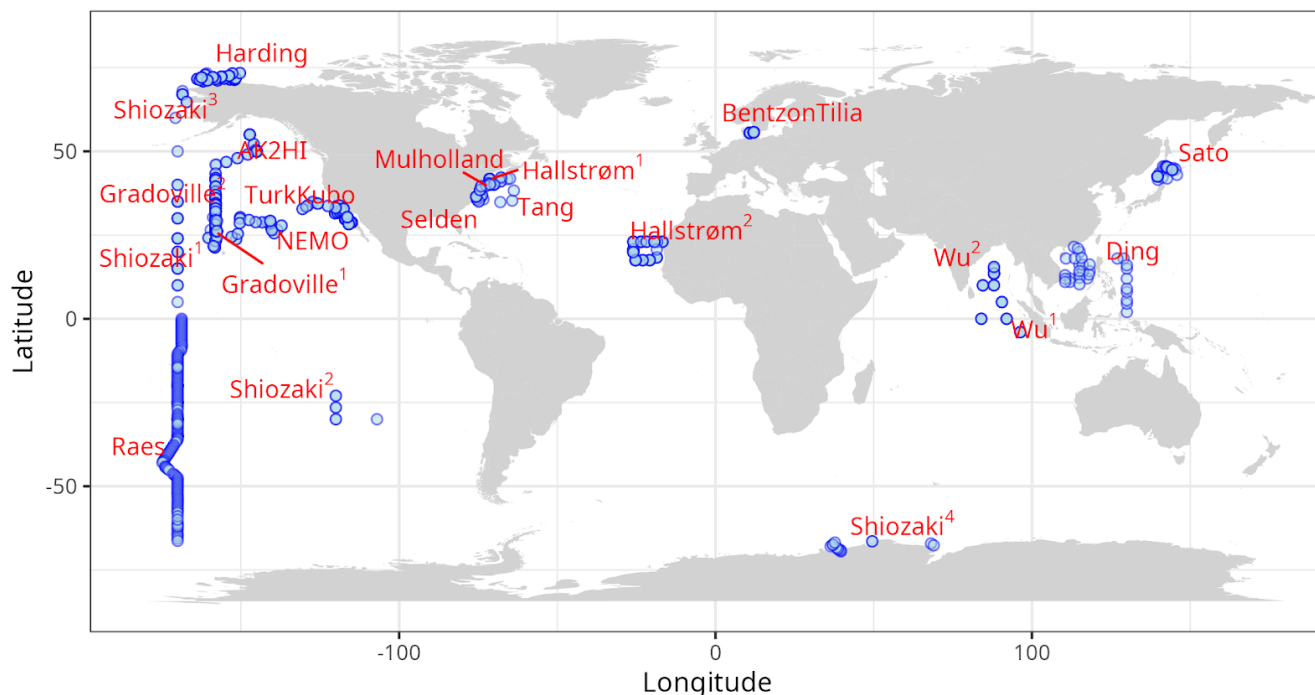 Harding
Shiozaki³
BentzonTilia
AK2HI
50
Mulholland
Hallstrøm¹
Sato
Gradoville²
TurkKubo
Selden
Tang
NEMO
Hallstrøm²
Shiozaki¹
Wu²
Ding
Gradoville¹
0
Wu¹
Shiozaki²
Raes
-50
Shiozaki⁴
-100
0
100
Latitude
Longitude